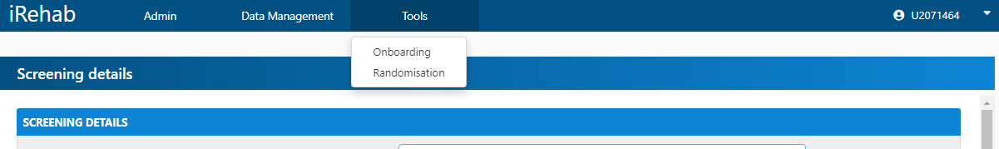 iRehab Admin Data Management Tools U2071464
Onboarding
Randomisation
Screening details
SCREENING DETAILS